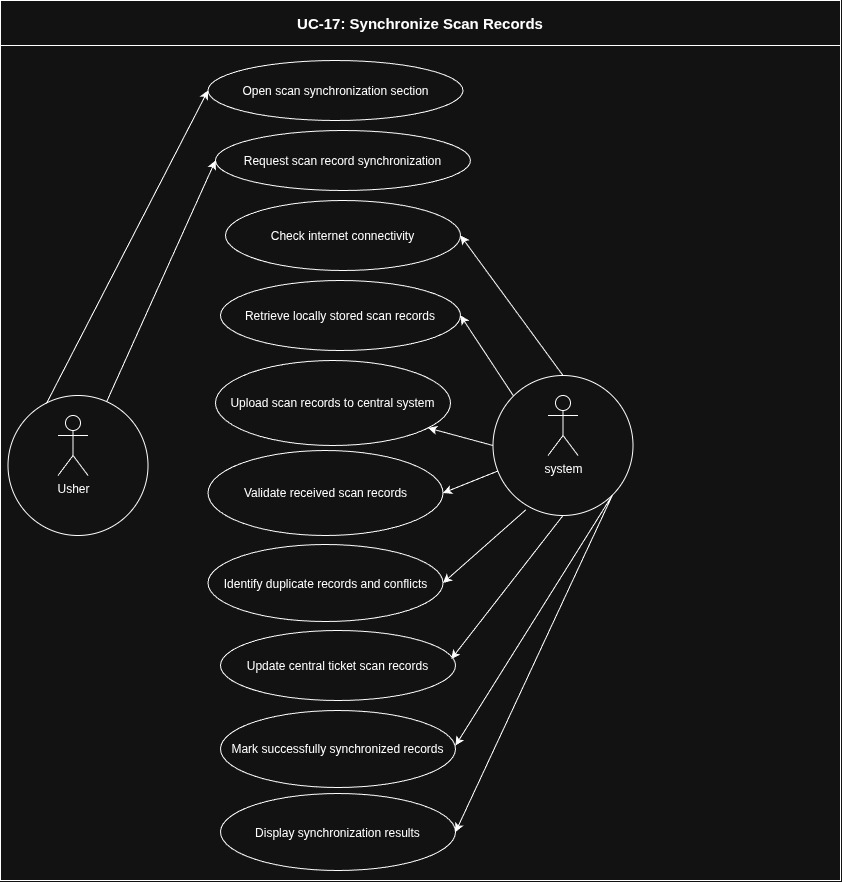 UC-17: Synchronize Scan Records
Open scan synchronization section
Request scan record synchronization
Check internet connectivity
Retrieve locally stored scan records
Upload scan records to central system
system
Usher
Validate received scan records
Identify duplicate records and conflicts
Update central ticket scan records
Mark successfully synchronized records
Display synchronization results